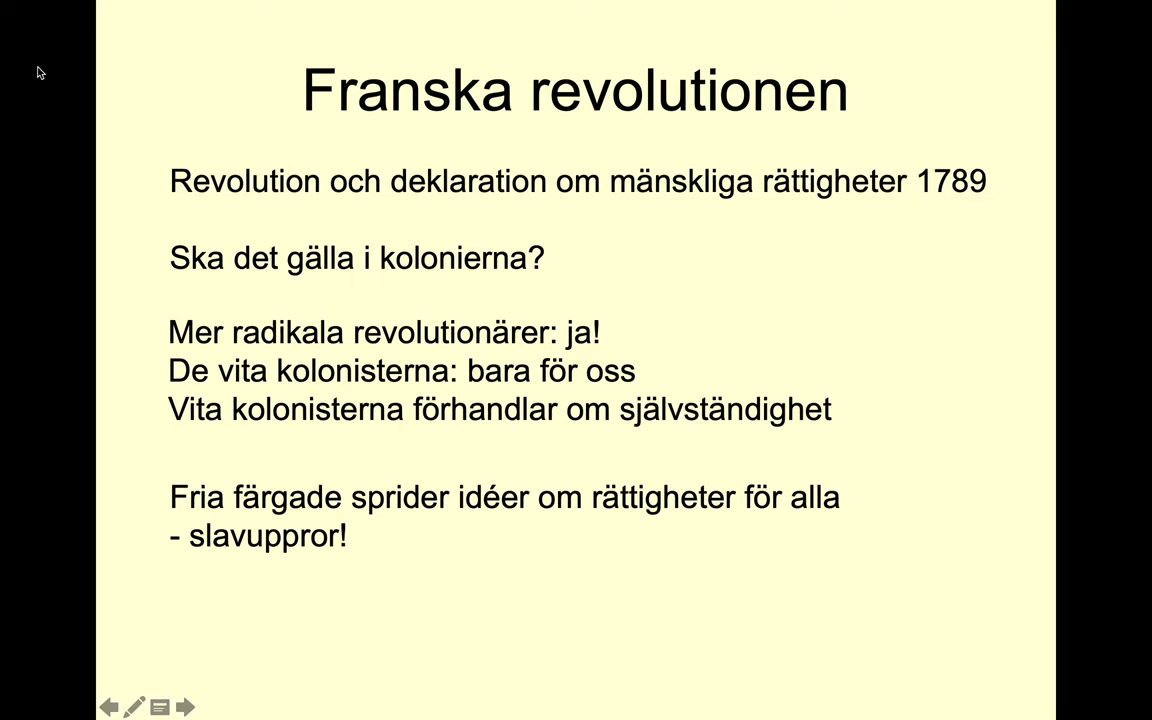 Franska revolutionen
Revolution och deklaration om mänskliga rättigheter 1789
Ska det gälla i kolonierna?
Mer radikala revolutionärer: ja!
De vita kolonisterna: bara för oss
Vita kolonisterna förhandlar om självständighet
Fria färgade sprider idéer om rättigheter för alla
- slavuppror!